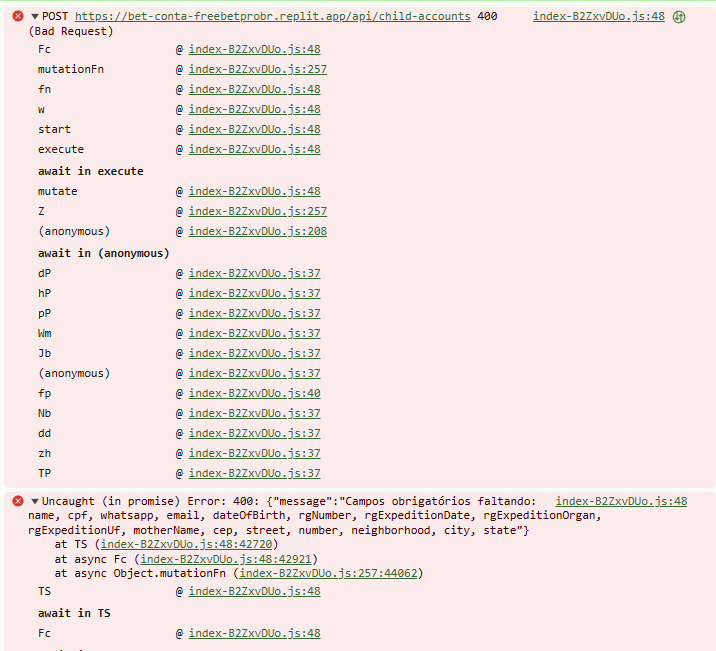 ▼POST https://bet-conta-freebetprobr.replit.app/api/child-accounts 400 index-B2ZxvDUo.js:48
(Bad Request)
Fc @ index-B2ZxvDUo.js:48
mutationFn @ index-B2ZxvDUo.js:257
fn @ index-B2ZxvDUo.js:48
w @ index-B2ZxvDUo.js:48
start @ index-B2ZxvDUo.js:48
execute @ index-B2ZxvDUo.js:48
await in execute
mutate @ index-B2ZxvDUo.js:48
Z @ index-B2ZxvDUo.js:257
(anonymous) @ index-B2ZxvDUo.js:208
await in (anonymous)
dP @ index-B2ZxvDUo.js:37
hP @ index-B2ZxvDUo.js:37
pP @ index-B2ZxvDUo.js:37
Wm @ index-B2ZxvDUo.js:37
Jb @ index-B2ZxvDUo.js:37
(anonymous) @ index-B2ZxvDUo.js:37
fp @ index-B2ZxvDUo.js:40
Nb @ index-B2ZxvDUo.js:37
dd @ index-B2ZxvDUo.js:37
zh @ index-B2ZxvDUo.js:37
TP @ index-B2ZxvDUo.js:37
▼Uncaught (in promise) Error: 400: {"message":"Campos obrigatórios faltando: index-B2ZxvDUo.js:48
name, cpf, whatsapp, email, dateOfBirth, rgNumber, rgExpeditionDate, rgExpeditionOrgan,
rgExpeditionUf, motherName, cep, street, number, neighborhood, city, state"}
at TS (index-B2ZxvDUo.js:48:42720)
at async Fc (index-B2ZxvDUo.js:48:42921)
at async Object.mutationFn (index-B2ZxvDUo.js:257:44062)
TS @ index-B2ZxvDUo.js:48
await in TS
Fc @ index-B2ZxvDUo.js:48